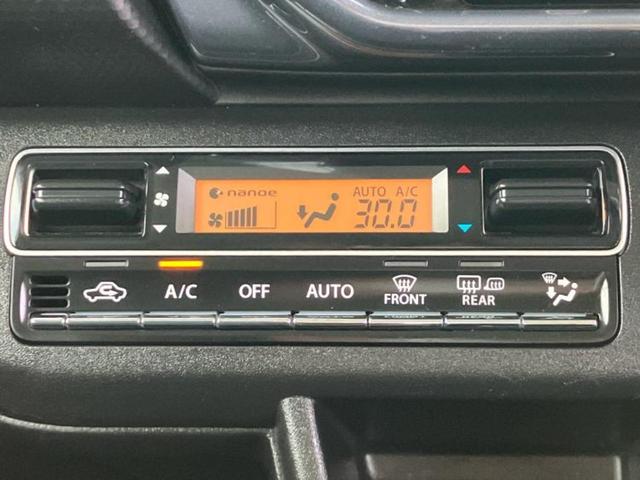 nanoe AUTO A/C
30.0
A/C OFF AUTO FRONT REAR